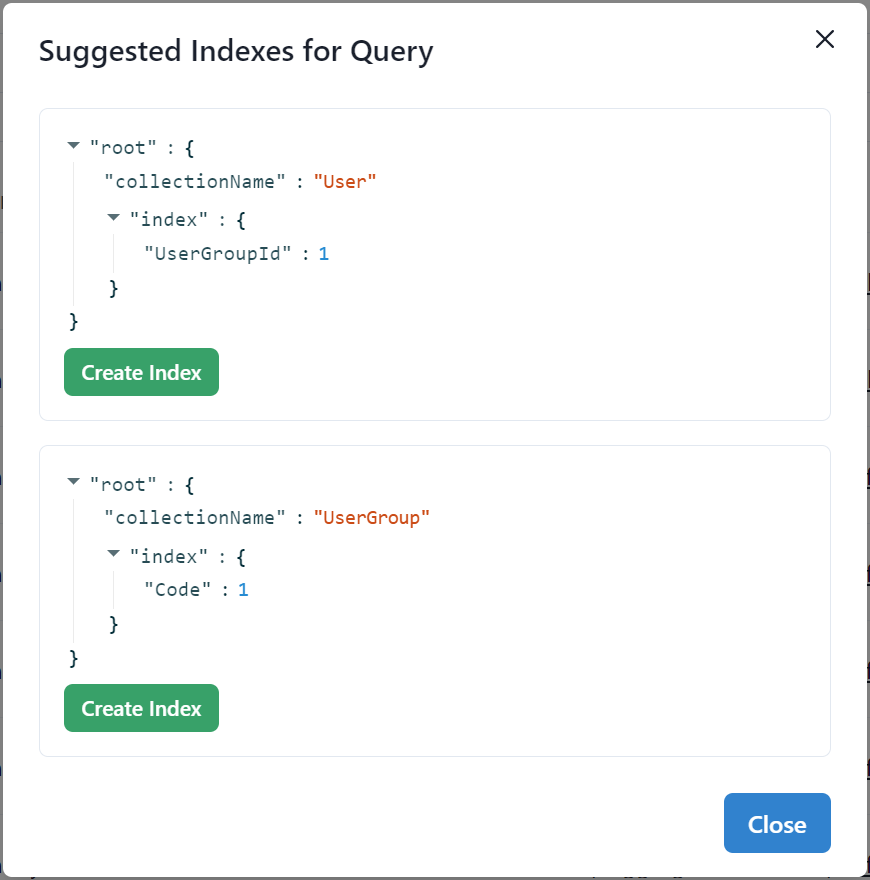 Suggested Indexes for Query
"root" : {
"collectionName" : "User"
"index" : {
"UserGroupId" : 1
}
}
Create Index
"root" : {
"collectionName" : "UserGroup"
"index" : {
"Code" : 1
}
}
Create Index
Close